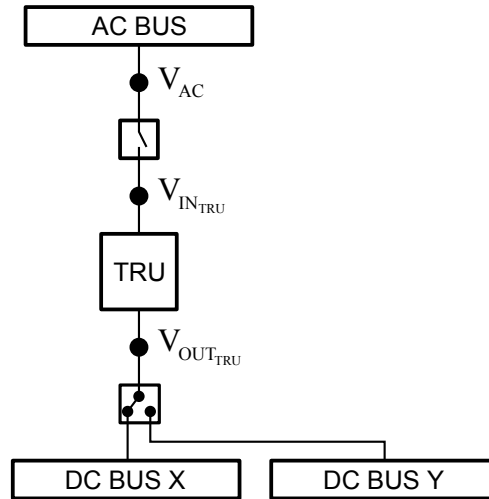 AC BUS
V_AC
V_IN_TRU
TRU
V_OUT_TRU
DC BUS X
DC BUS Y